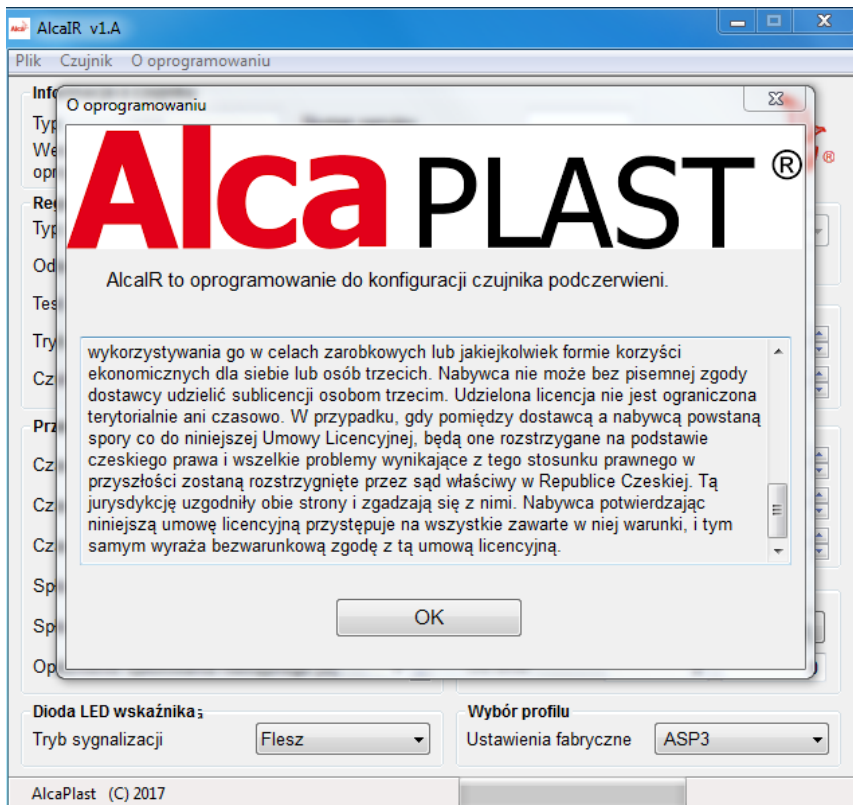 Alca
AlcaIR v1.A
Plik Czujnik O oprogramowaniu
O oprogramowaniu
Alca PLAST ®
®
AlcaIR to oprogramowanie do konfiguracji czujnika podczerwieni.
wykorzystywania go w celach zarobkowych lub jakiejkolwiek formie korzyści
ekonomicznych dla siebie lub osób trzecich. Nabywca nie może bez pisemnej zgody
dostawcy udzielić sublicencji osobom trzecim. Udzielona licencja nie jest ograniczona
terytorialnie ani czasowo. W przypadku, gdy pomiędzy dostawcą a nabywcą powstaną
spory co do niniejszej Umowy Licencyjnej, będą one rozstrzygane na podstawie
czeskiego prawa i wszelkie problemy wynikające z tego stosunku prawnego w
przyszłości zostaną rozstrzygnięte przez sąd właściwy w Republice Czeskiej. Tą
jurysdykcję uzgodniły obie strony i zgadzają się z nimi. Nabywca potwierdzając
niniejszą umowę licencyjną przystępuje na wszystkie zawarte w niej warunki, i tym
samym wyraża bezwarunkową zgodę z tą umową licencyjną.
OK
Dioda LED wskaźnika
Tryb sygnalizacji Flesz
Wybór profilu
Ustawienia fabryczne ASP3
AlcaPlast (C) 2017